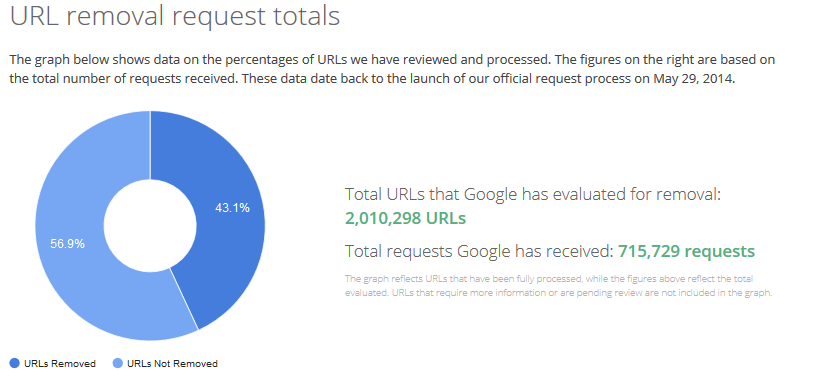 URL removal request totals
The graph below shows data on the percentages of URLs we have reviewed and processed. The figures on the right are based on
the total number of requests received. These data date back to the launch of our official request process on May 29, 2014.
43.1%
56.9%
Total URLs that Google has evaluated for removal:
2,010,298 URLs
Total requests Google has received: 715,729 requests
The graph reflects URLs that have been fully processed, while the figures above reflect the total
evaluated. URLs that require more information or are pending review are not included in the graph.
URLs Removed URLs Not Removed